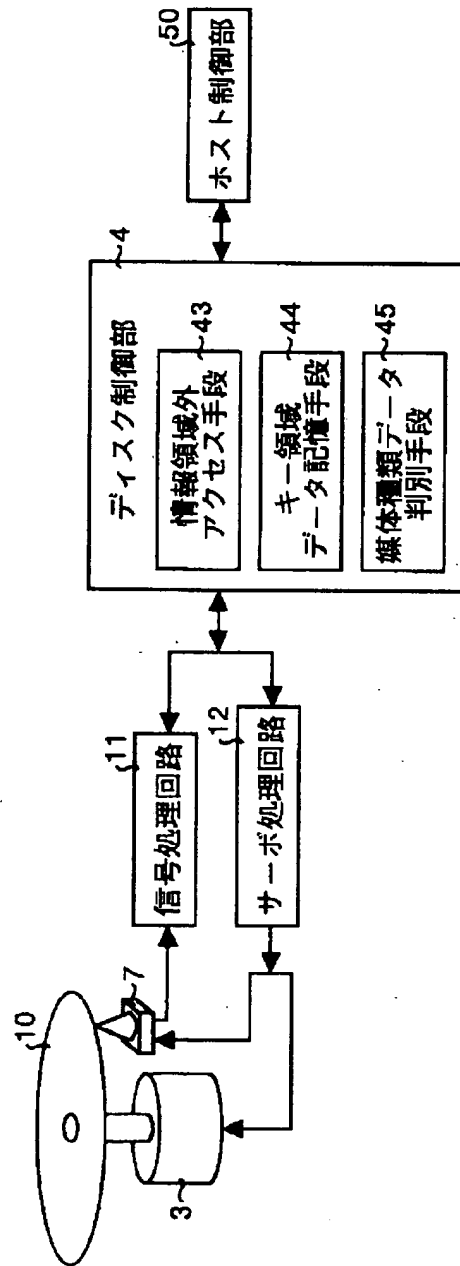 10
7
3
11
信号処理回路
12
サーボ処理回路
4
ディスク制御部
情報領域外
アクセス手段
43
キー領域
データ記憶手段
44
媒体種類データ
判別手段
45
50
ホスト制御部